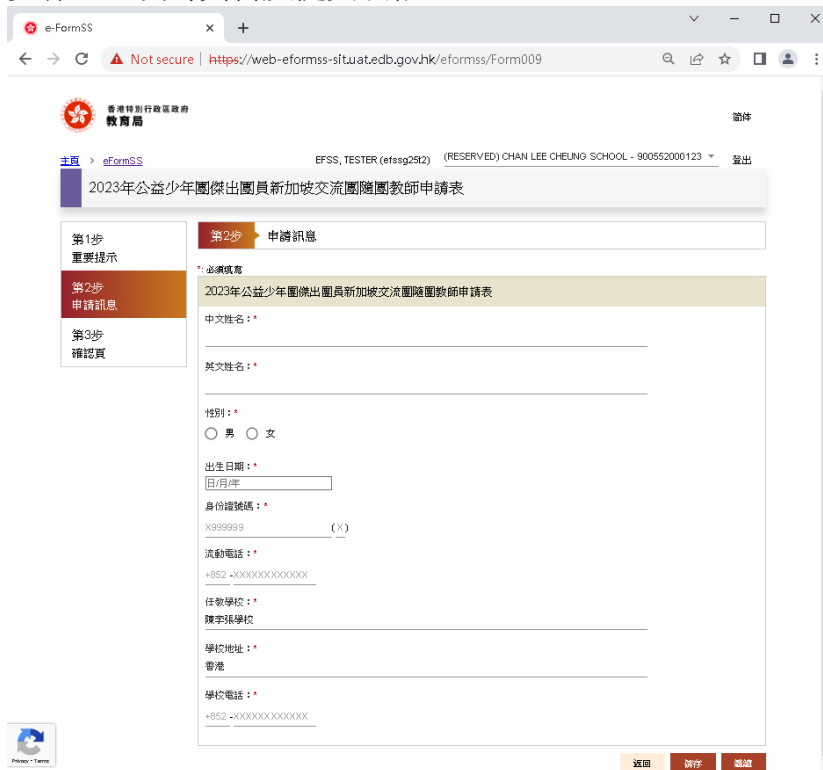 e-FormSS
Not secure | https://web-eformss-sit.uat.edb.gov.hk/eformss/Form009
香港特別行政區政府
教育局
簡体
主頁 > eFormSS
EFSS, TESTER (efssg25t2)
(RESERVED) CHAN LEE CHEUNG SCHOOL - 900552000123
登出
2023年公益少年團傑出團員新加坡交流團隨團教師申請表
第1步
重要提示
第2步
申請訊息
第3步
確認頁
第2步
申請訊息
*: 必須填寫
2023年公益少年團傑出團員新加坡交流團隨團教師申請表
中文姓名：*
英文姓名：*
性別：*
男 女
出生日期：*
日/月/年
身份證號碼：*
X999999 (X)
流動電話：*
+852 -XXXXXXXXXXXX
任教學校：*
陳李張學校
學校地址：*
香港
學校電話：*
+852 -XXXXXXXXXXXX
Privacy - Terms
返回 儲存 繼續